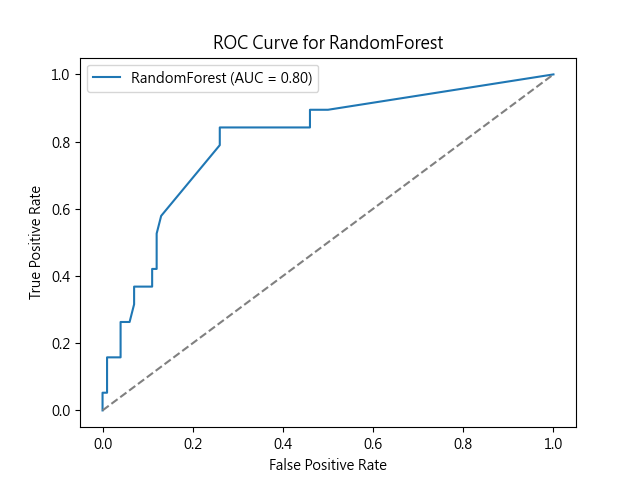 ROC Curve for RandomForest
RandomForest (AUC = 0.80)
1.0
0.8
0.6
0.4
0.2
0.0
True Positive Rate
0.0 0.2 0.4 0.6 0.8 1.0
False Positive Rate